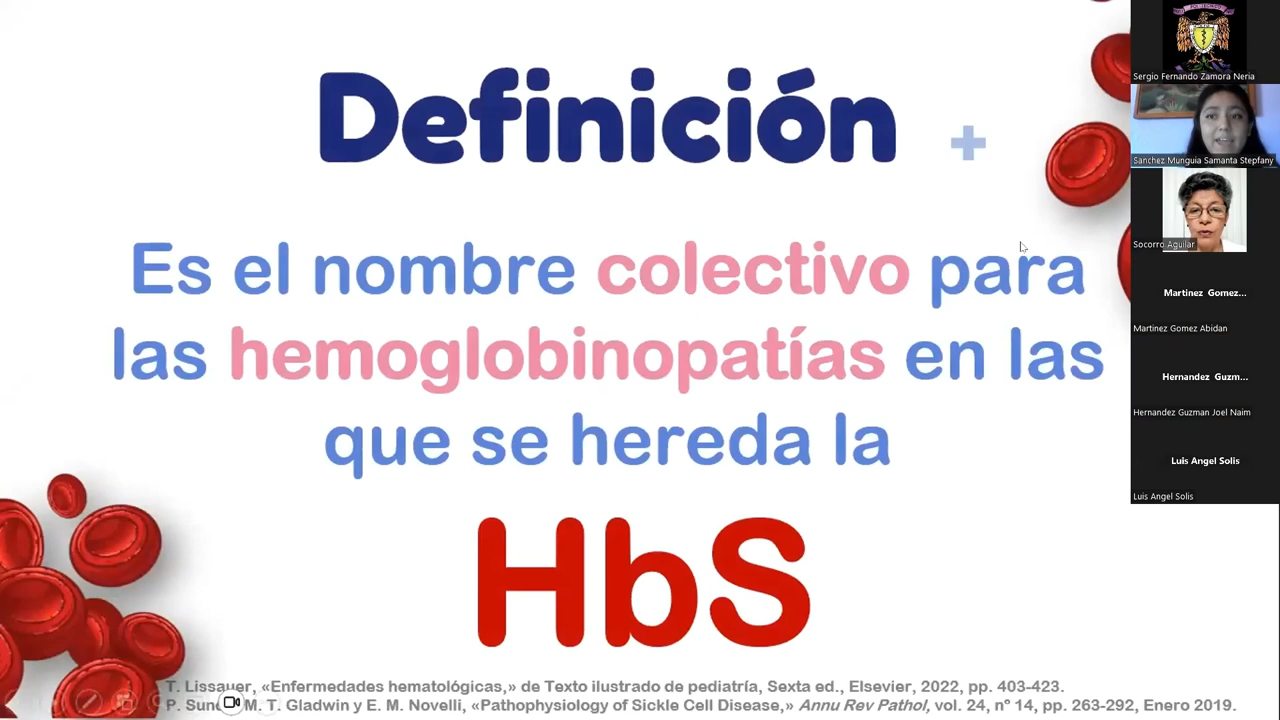 Definición
Es el nombre colectivo para
las hemoglobinopatías en las
que se hereda la
HbS
T. Lissauer, «Enfermedades hematológicas,» de Texto ilustrado de pediatría, Sexta ed., Elsevier, 2022, pp. 403-423.
P. M. T. Gladwin y E. M. Novelli, «Pathophysiology of Sickle Cell Disease,» Annu Rev Pathol, vol. 24, nº 14, pp. 263-292, Enero 2019.
Sergio Fernando Zamora Neria
Sanchez Munguia Samanta Stepfany
Socorro Aguilar
Martinez Gomez...
Martinez Gomez Abidan
Hernandez Guzm...
Hernandez Guzman Joel Naim
Luis Angel Solis
Luis Angel Solis